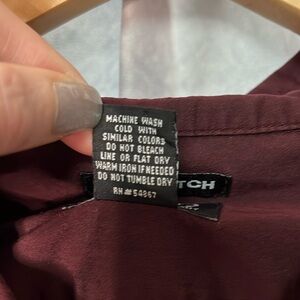 MACHINE WASH
COLD WITH
SIMILAR COLORS
DO NOT BLEACH
LINE OR FLAT DRY
WARM IRON IF NEEDED
DO NOT TUMBLE DRY
RN# 54867
TCH